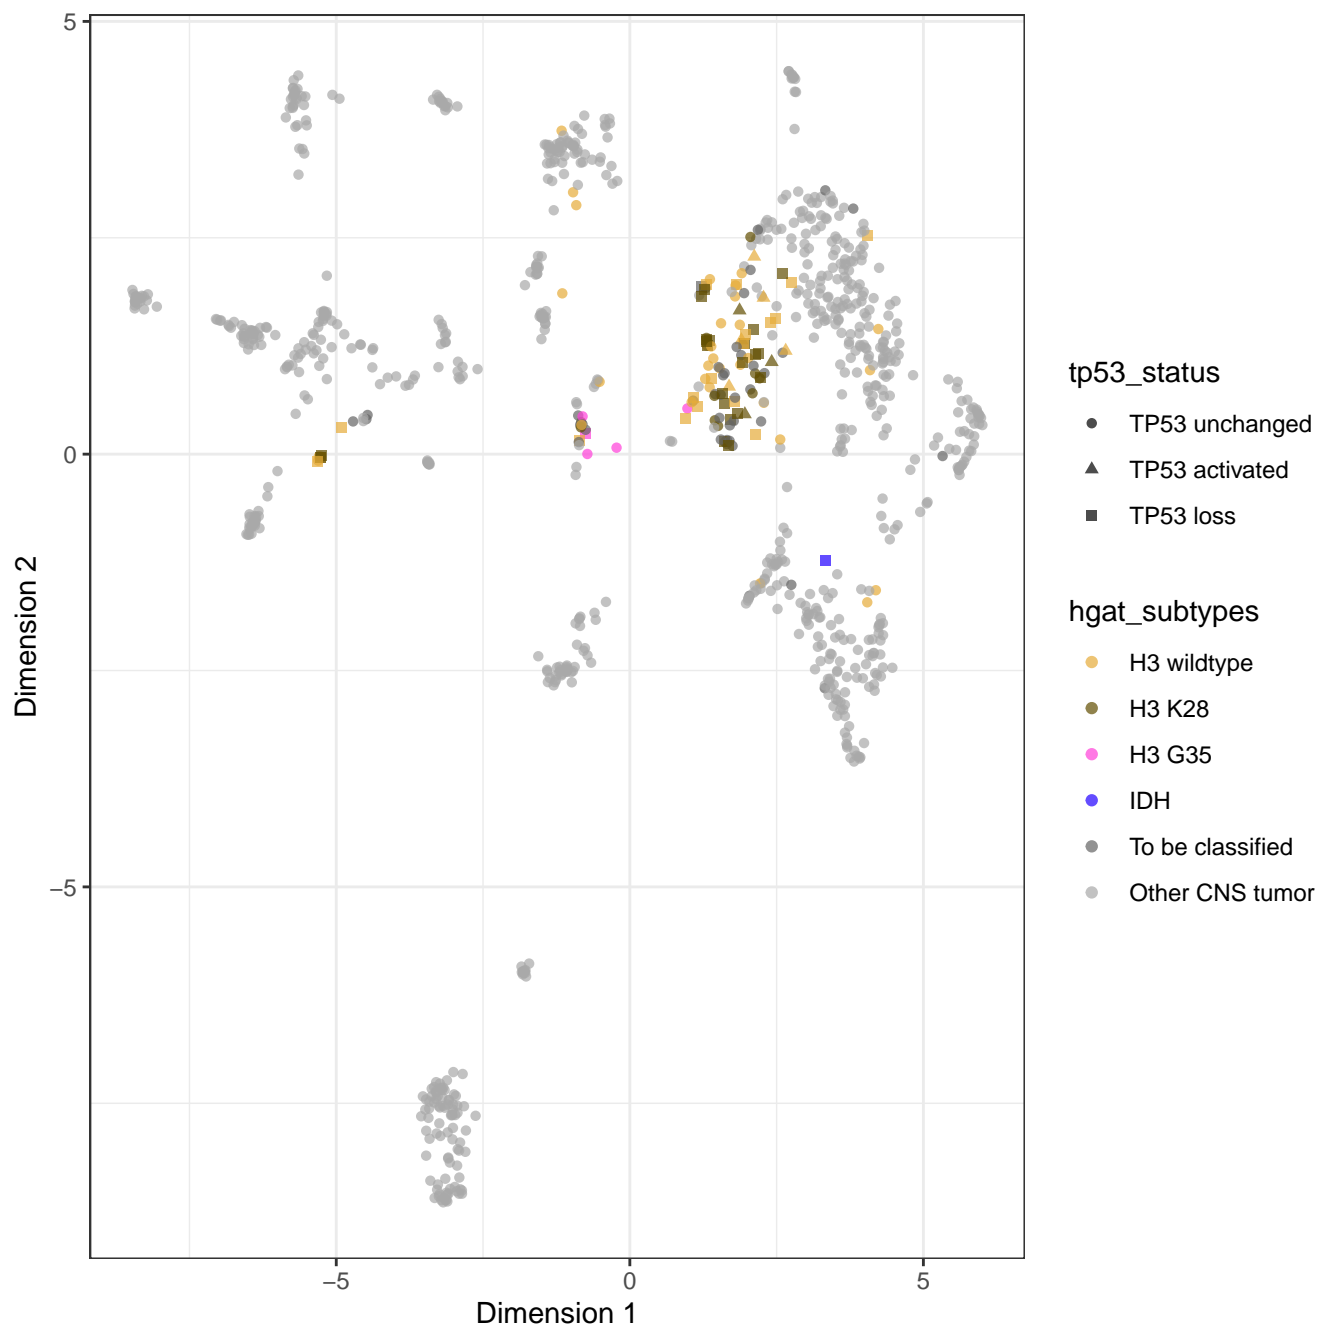 5
0
−5
−5
0
5
Dimension 1
Dimension 2
tp53_status
TP53 unchanged
TP53 activated
TP53 loss
hgat_subtypes
H3 wildtype
H3 K28
H3 G35
IDH
To be classified
Other CNS tumor